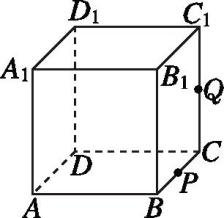 D₁ C₁
A₁ B₁ Q
D C
P
A B